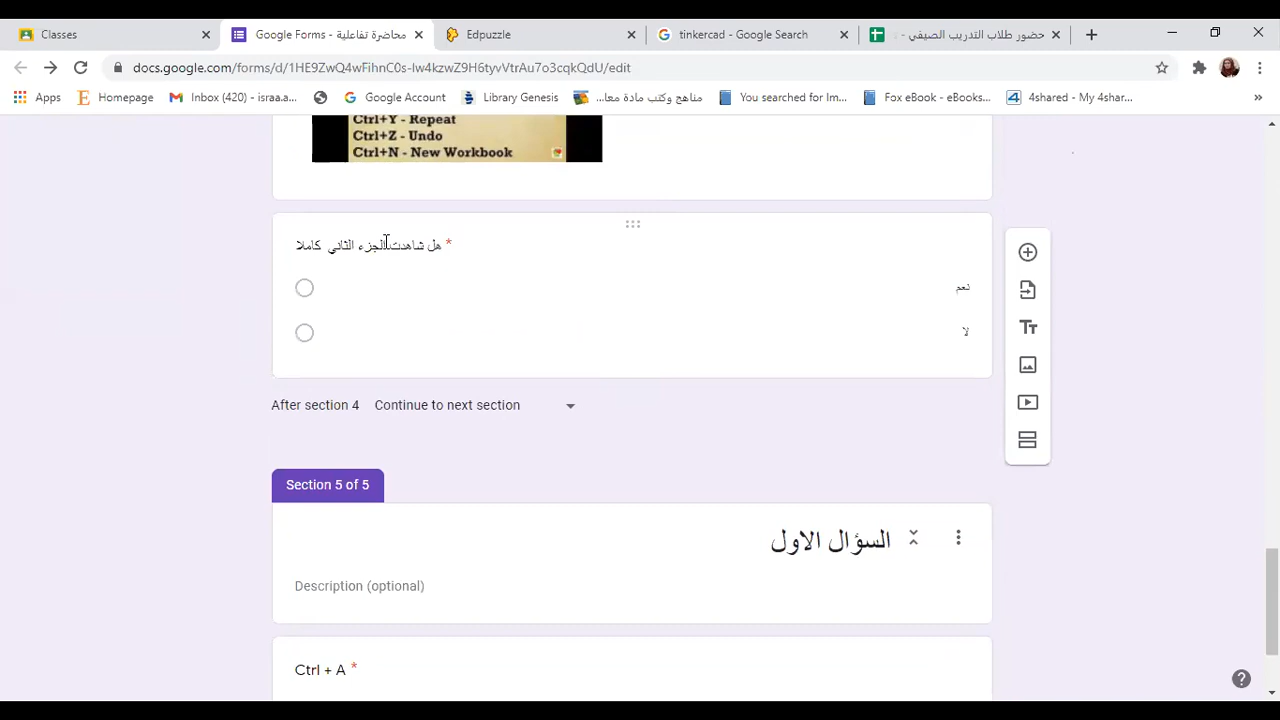 Classes
محاضرة تفاعلية - Google Forms
Edpuzzle
tinkercad - Google Search
حضور طلاب التدريب الصيفي -
docs.google.com/forms/d/1HE9ZwQ4wFihnC0s-lw4kzwZ9H6tyvVtrAu7o3cqkQdU/edit
Apps
Homepage
Inbox (420) - israa.a...
Google Account
Library Genesis
مناهج وكتب مادة معا...
You searched for Im...
Fox eBook - eBooks...
4shared - My 4shar...
Ctrl+Y - Repeat
Ctrl+Z - Undo
Ctrl+N - New Workbook
هل شاهدت الجزء الثاني كاملا *
نعم
لا
After section 4 Continue to next section
Section 5 of 5
السؤال الاول
Description (optional)
Ctrl + A *